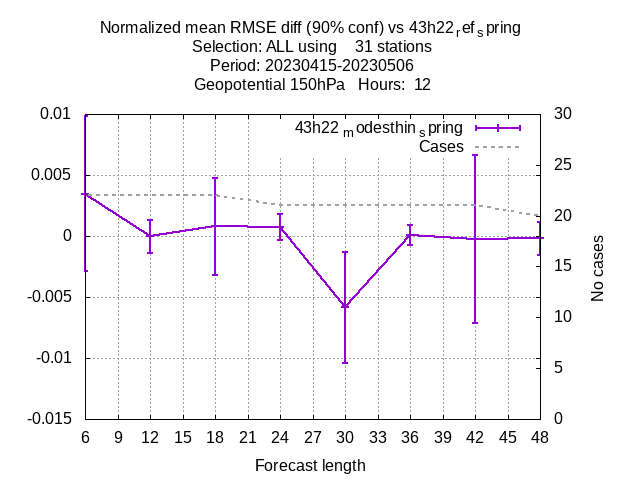 Normalized mean RMSE diff (90% conf) vs 43h22refspring
Selection: ALL using 31 stations
Period: 20230415-20230506
Geopotential 150hPa Hours: 12
43h22modesthinspring
Cases
0.01
0.005
0
-0.005
-0.01
-0.015
30
25
20
15
10
5
0
No cases
6 9 12 15 18 21 24 27 30 33 36 39 42 45 48
Forecast length